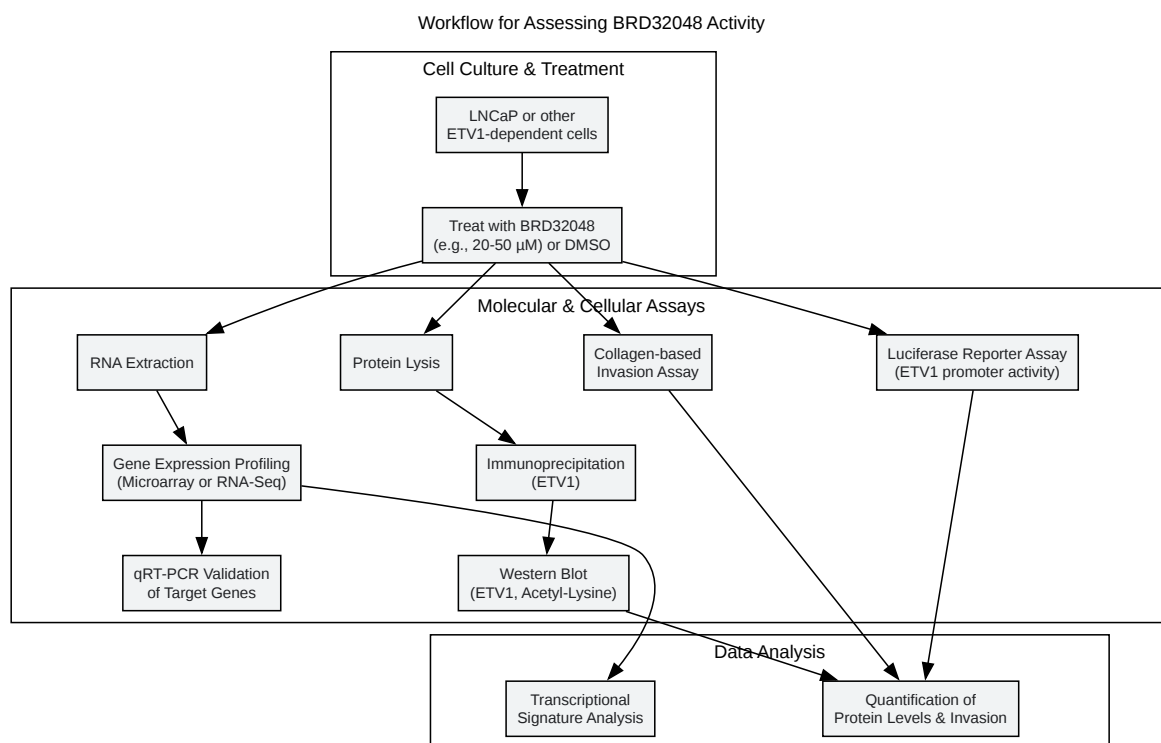 Workflow for Assessing BRD32048 Activity
Cell Culture & Treatment
LNCaP or other
ETV1-dependent cells
Treat with BRD32048
(e.g., 20-50 µM) or DMSO
Molecular & Cellular Assays
RNA Extraction
Protein Lysis
Collagen-based
Invasion Assay
Luciferase Reporter Assay
(ETV1 promoter activity)
Gene Expression Profiling
(Microarray or RNA-Seq)
Immunoprecipitation
(ETV1)
qRT-PCR Validation
of Target Genes
Western Blot
(ETV1, Acetyl-Lysine)
Data Analysis
Transcriptional
Signature Analysis
Quantification of
Protein Levels & Invasion